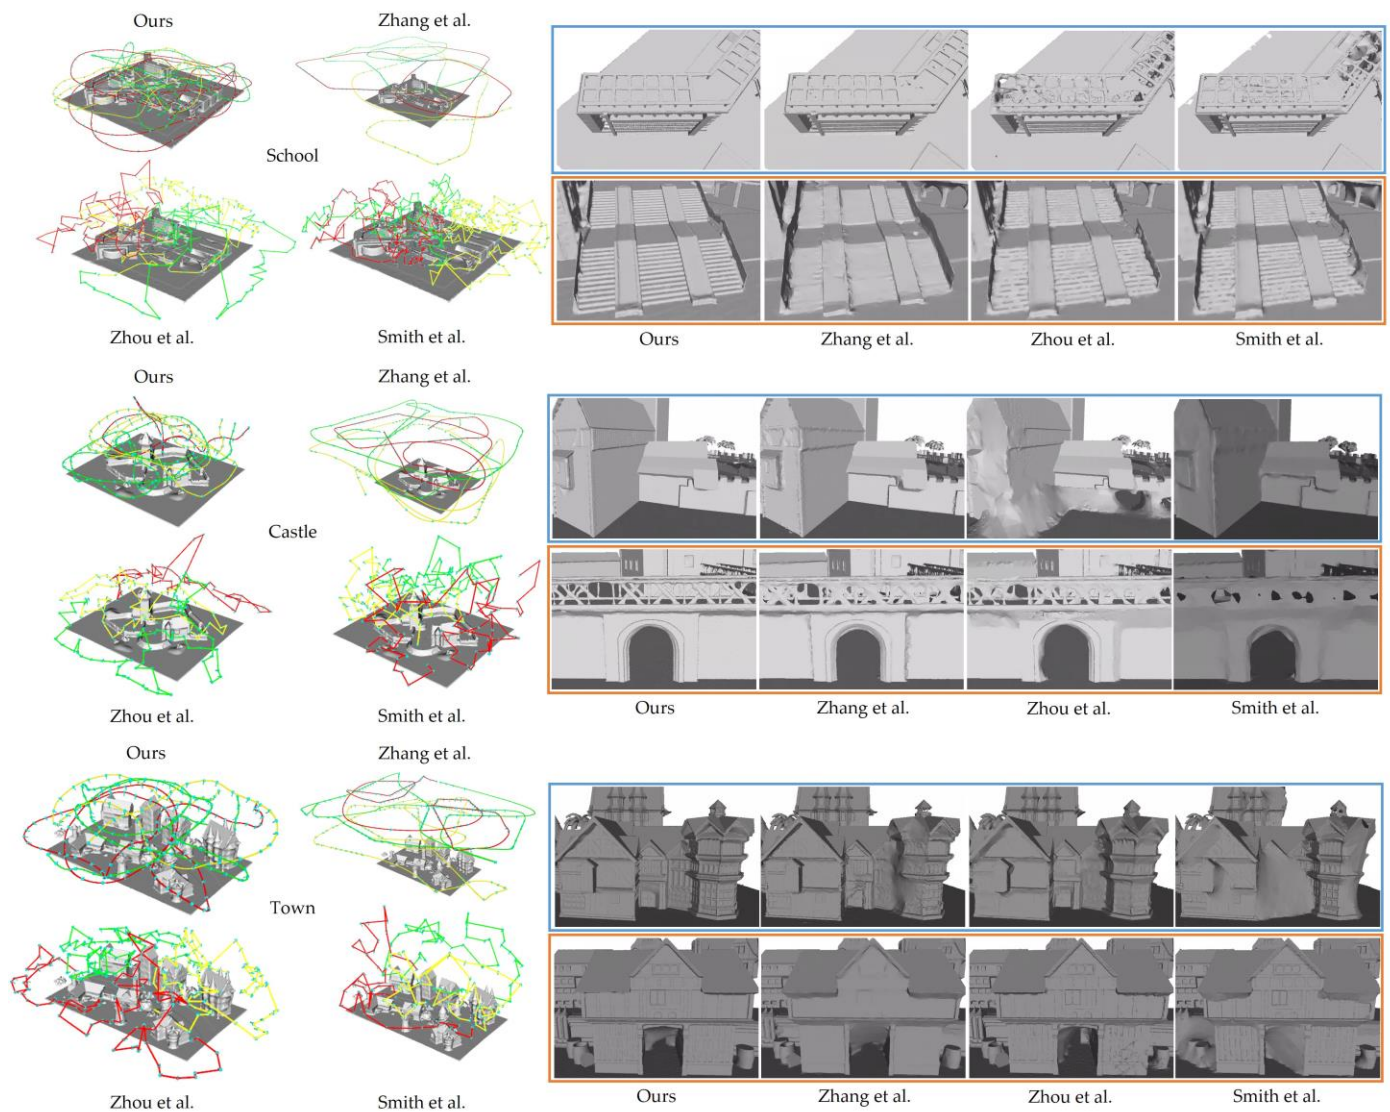 Ours Zhang et al.
School
Zhou et al. Smith et al.
Ours Zhang et al. Zhou et al. Smith et al.
Ours Zhang et al.
Castle
Zhou et al. Smith et al.
Ours Zhang et al. Zhou et al. Smith et al.
Ours Zhang et al.
Town
Zhou et al. Smith et al.
Ours Zhang et al. Zhou et al. Smith et al.